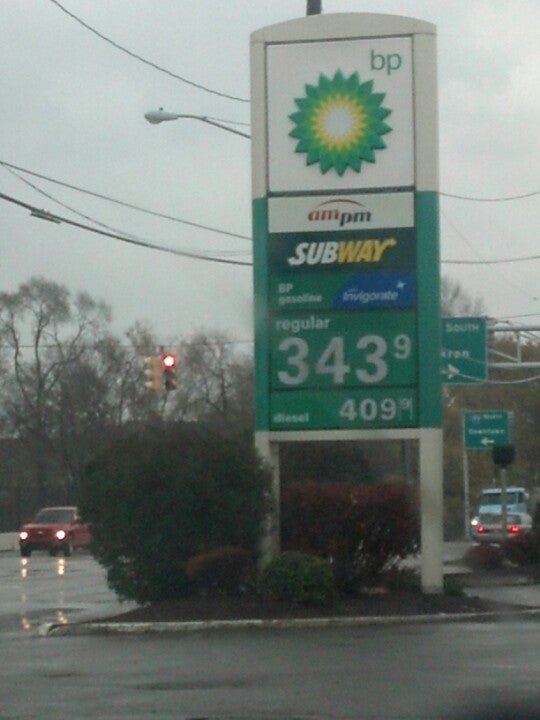 bp
ampm
SUBWAY
BP
gasoline
Invigorate
regular
343 9
diesel
409 9
SOUTH